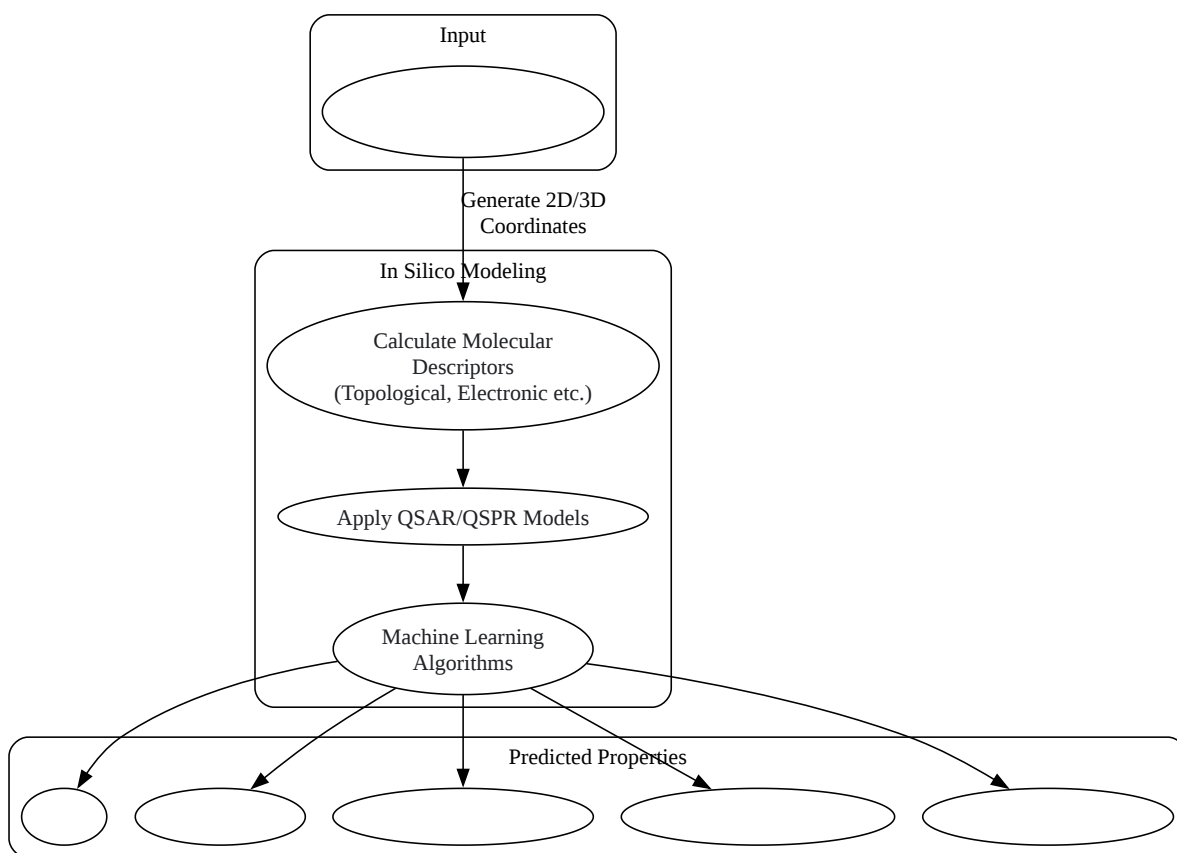 Input
Generate 2D/3D
Coordinates
In Silico Modeling
Calculate Molecular
Descriptors
(Topological, Electronic etc.)
Apply QSAR/QSPR Models
Machine Learning
Algorithms
Predicted Properties